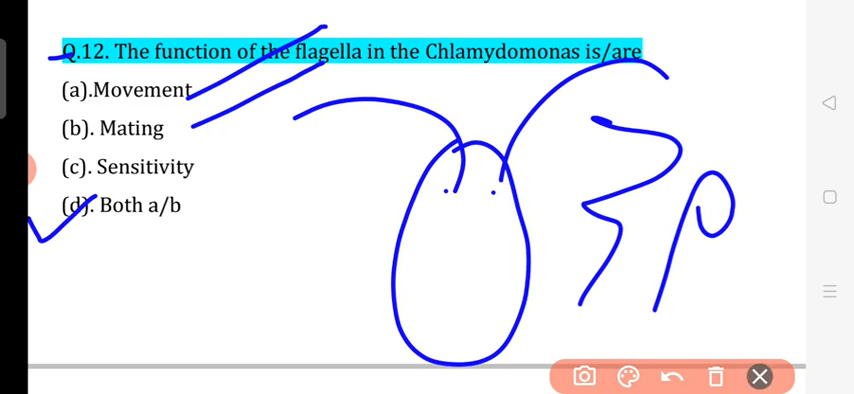 Q.12. The function of the flagella in the Chlamydomonas is/are
(a).Movement
(b). Mating
(c). Sensitivity
(d). Both a/b